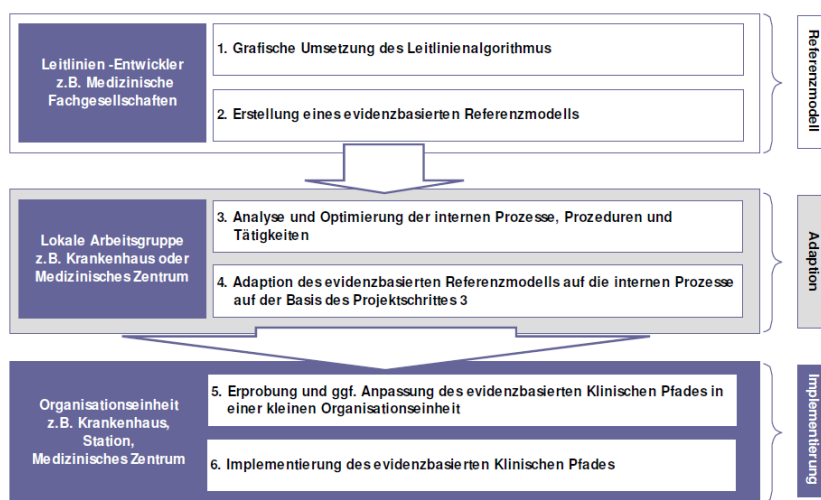 Leitlinien -Entwickler
z.B. Medizinische
Fachgesellschaften
1. Grafische Umsetzung des Leitlinienalgorithmus
2. Erstellung eines evidenzbasierten Referenzmodells
Referenzmodell
Lokale Arbeitsgruppe
z.B. Krankenhaus oder
Medizinisches Zentrum
3. Analyse und Optimierung der internen Prozesse, Prozeduren und
Tätigkeiten
4. Adaption des evidenzbasierten Referenzmodells auf die internen Prozesse
auf der Basis des Projektschrittes 3
Adaption
Organisationseinheit
z.B. Krankenhaus,
Station,
Medizinisches Zentrum
5. Erprobung und ggf. Anpassung des evidenzbasierten Klinischen Pfades in
einer kleinen Organisationseinheit
6. Implementierung des evidenzbasierten Klinischen Pfades
Implementierung